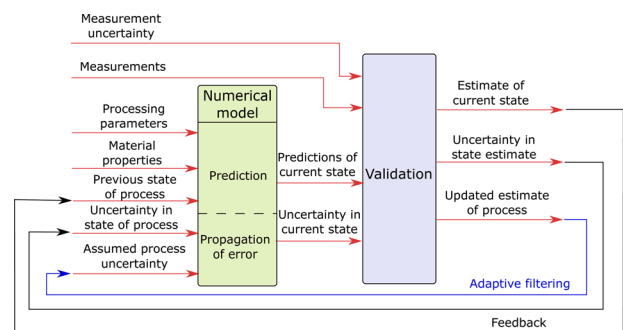 Measurement
uncertainty
Measurements
Processing
parameters
Material
properties
Previous state
of process
Uncertainty in
state of process
Assumed process
uncertainty
Numerical
model
Prediction
Propagation
of error
Predictions of
current state
Uncertainty in
current state
Validation
Estimate of
current state
Uncertainty in
state estimate
Updated estimate
of process
Adaptive filtering
Feedback